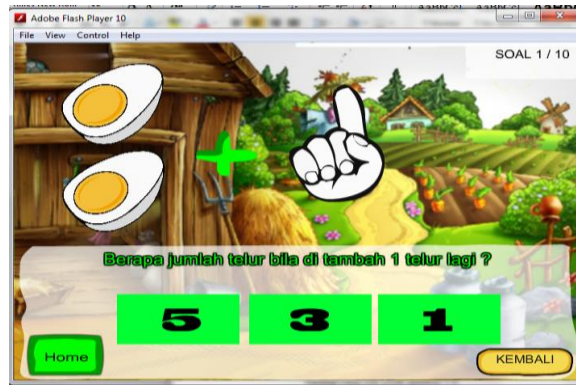 Adobe Flash Player 10
File View Control Help
SOAL 1 / 10
Berapa jumlah telur bila di tambah 1 telur lagi ?
5 3 1
Home
KEMBALI